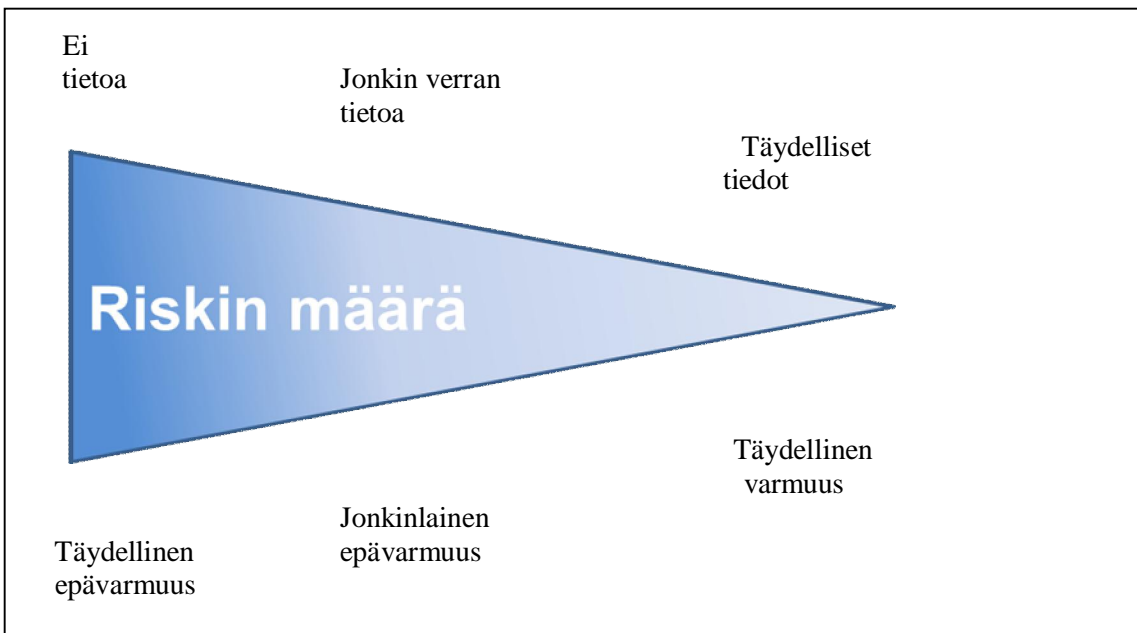 Ei
tietoa
Jonkin verran
tietoa
Täydelliset
tiedot
Riskin määrä
Täydellinen
varmuus
Jonkinlainen
epävarmuus
Täydellinen
epävarmuus